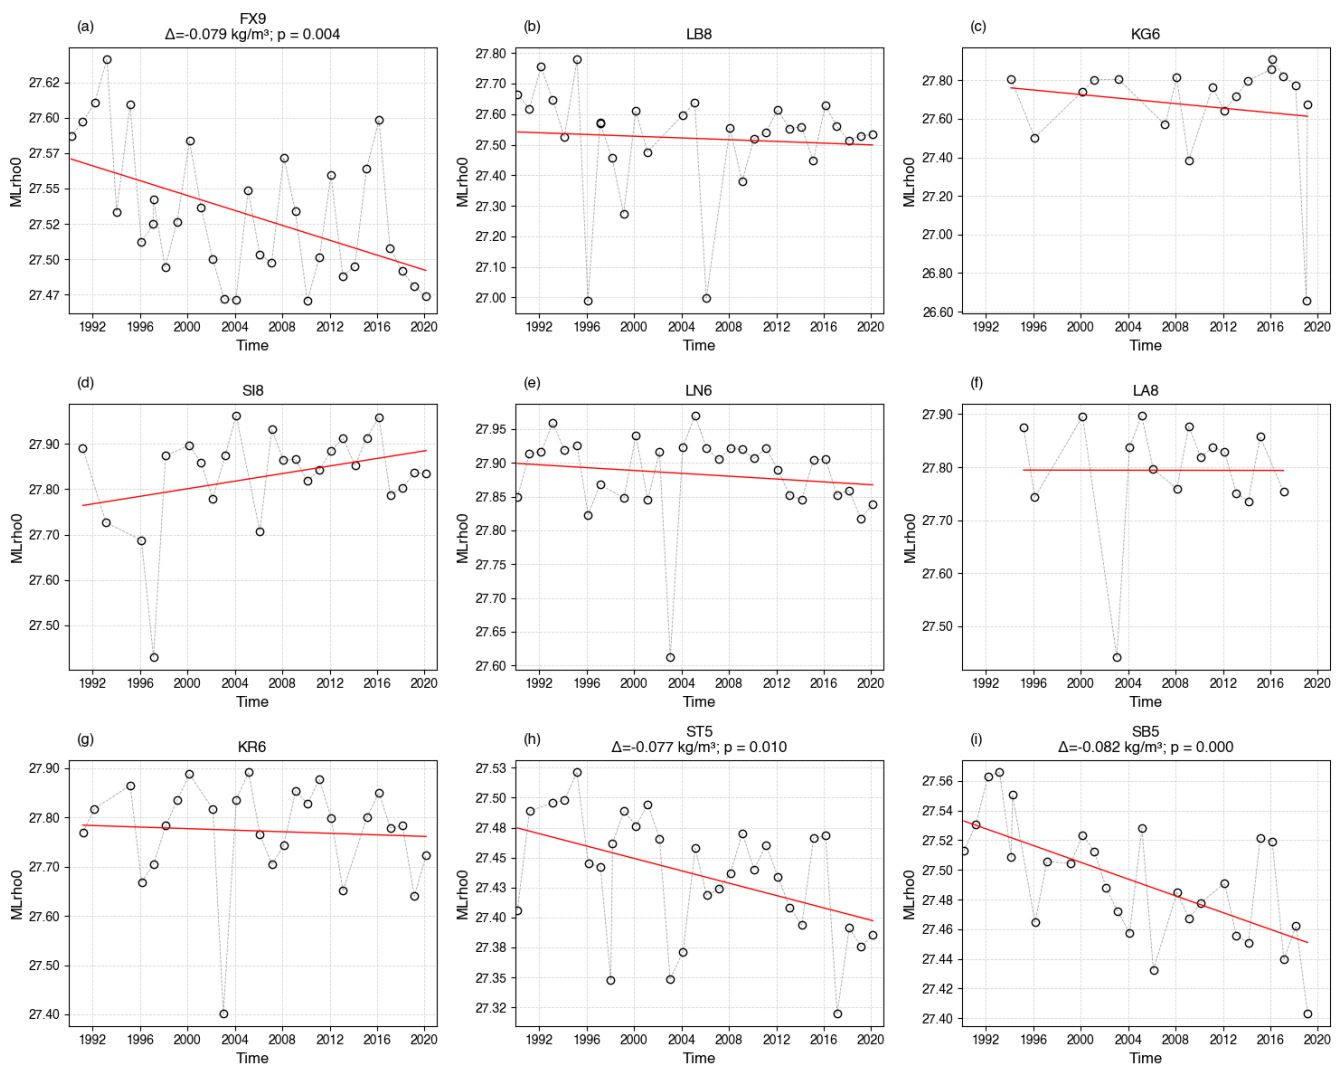 (a)
FX9
Δ=-0.079 kg/m³; p = 0.004
MLrho0
27.62
27.60
27.57
27.55
27.52
27.50
27.47
1992 1996 2000 2004 2008 2012 2016 2020
Time
(b)
LB8
MLrho0
27.80
27.70
27.60
27.50
27.40
27.30
27.20
27.10
27.00
1992 1996 2000 2004 2008 2012 2016 2020
Time
(c)
KG6
MLrho0
27.80
27.60
27.40
27.20
27.00
26.80
26.60
1992 1996 2000 2004 2008 2012 2016 2020
Time
(d)
SI8
MLrho0
27.90
27.80
27.70
27.60
27.50
1992 1996 2000 2004 2008 2012 2016 2020
Time
(e)
LN6
MLrho0
27.95
27.90
27.85
27.80
27.75
27.70
27.65
27.60
1992 1996 2000 2004 2008 2012 2016 2020
Time
(f)
LA8
MLrho0
27.90
27.80
27.70
27.60
27.50
1992 1996 2000 2004 2008 2012 2016 2020
Time
(g)
KR6
MLrho0
27.90
27.80
27.70
27.60
27.50
27.40
1992 1996 2000 2004 2008 2012 2016 2020
Time
(h)
ST5
Δ=-0.077 kg/m³; p = 0.010
MLrho0
27.53
27.50
27.48
27.45
27.43
27.40
27.38
27.35
27.32
1992 1996 2000 2004 2008 2012 2016 2020
Time
(i)
SB5
Δ=-0.082 kg/m³; p = 0.000
MLrho0
27.56
27.54
27.52
27.50
27.48
27.46
27.44
27.42
27.40
1992 1996 2000 2004 2008 2012 2016 2020
Time